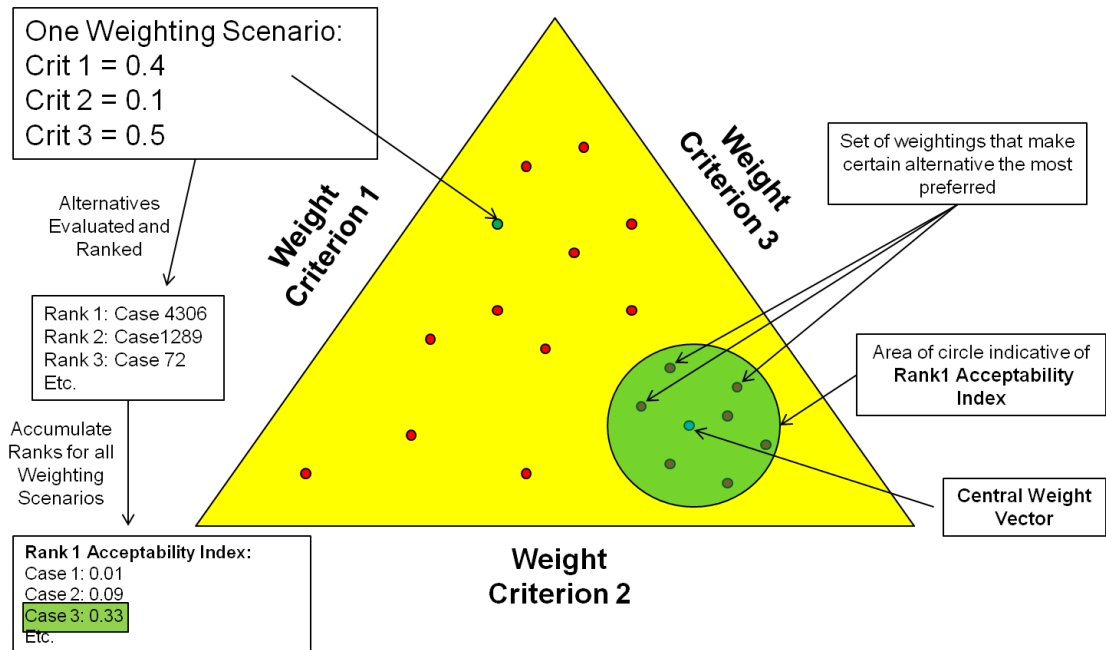 One Weighting Scenario:
Crit 1 = 0.4
Crit 2 = 0.1
Crit 3 = 0.5
Alternatives
Evaluated and
Ranked
Rank 1: Case 4306
Rank 2: Case1289
Rank 3: Case 72
Etc.
Accumulate
Ranks for all
Weighting
Scenarios
Rank 1 Acceptability Index:
Case 1: 0.01
Case 2: 0.09
Case 3: 0.33
Etc.
Weight
Criterion 1
Weight
Criterion 2
Weight
Criterion 3
Set of weightings that make
certain alternative the most
preferred
Area of circle indicative of
Rank1 Acceptability
Index
Central Weight
Vector